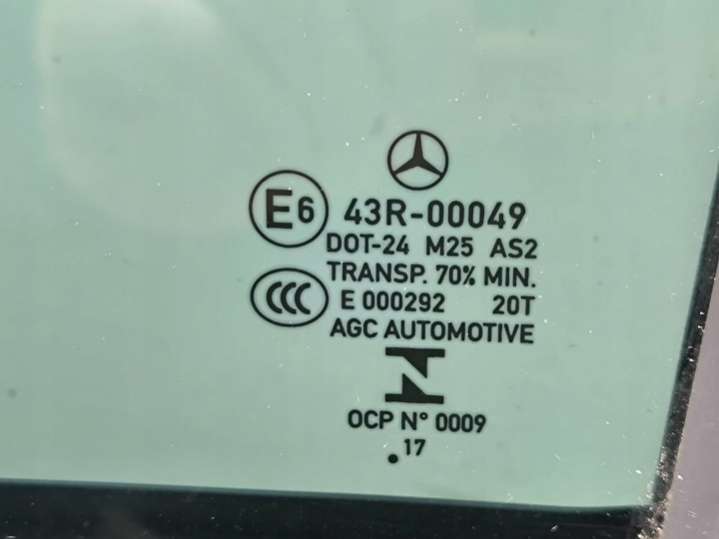 E6 43R-00049
DOT-24 M25 AS2
TRANSP. 70% MIN.
CCC E 000292 20T
AGC AUTOMOTIVE
N
OCP N° 0009
.17